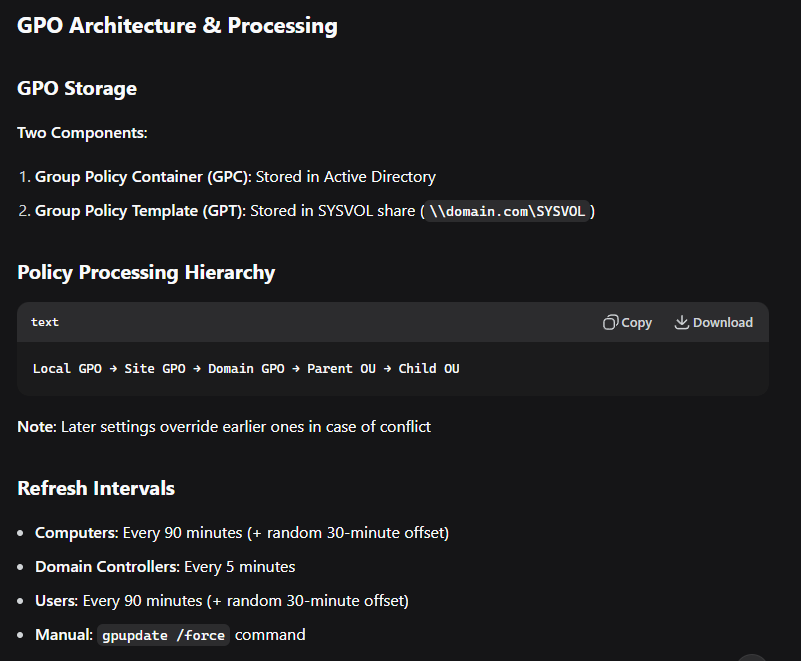 GPO Architecture & Processing
GPO Storage
Two Components:
1. Group Policy Container (GPC): Stored in Active Directory
2. Group Policy Template (GPT): Stored in SYSVOL share (\\domain.com\SYSVOL)
Policy Processing Hierarchy
text Copy Download
Local GPO → Site GPO → Domain GPO → Parent OU → Child OU
Note: Later settings override earlier ones in case of conflict
Refresh Intervals
• Computers: Every 90 minutes (+ random 30-minute offset)
• Domain Controllers: Every 5 minutes
• Users: Every 90 minutes (+ random 30-minute offset)
• Manual: gpupdate /force command